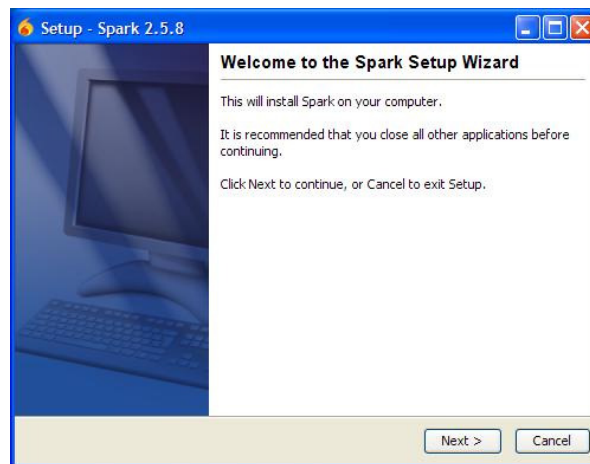 Setup - Spark 2.5.8
Welcome to the Spark Setup Wizard
This will install Spark on your computer.
It is recommended that you close all other applications before
continuing.
Click Next to continue, or Cancel to exit Setup.
Next >
Cancel